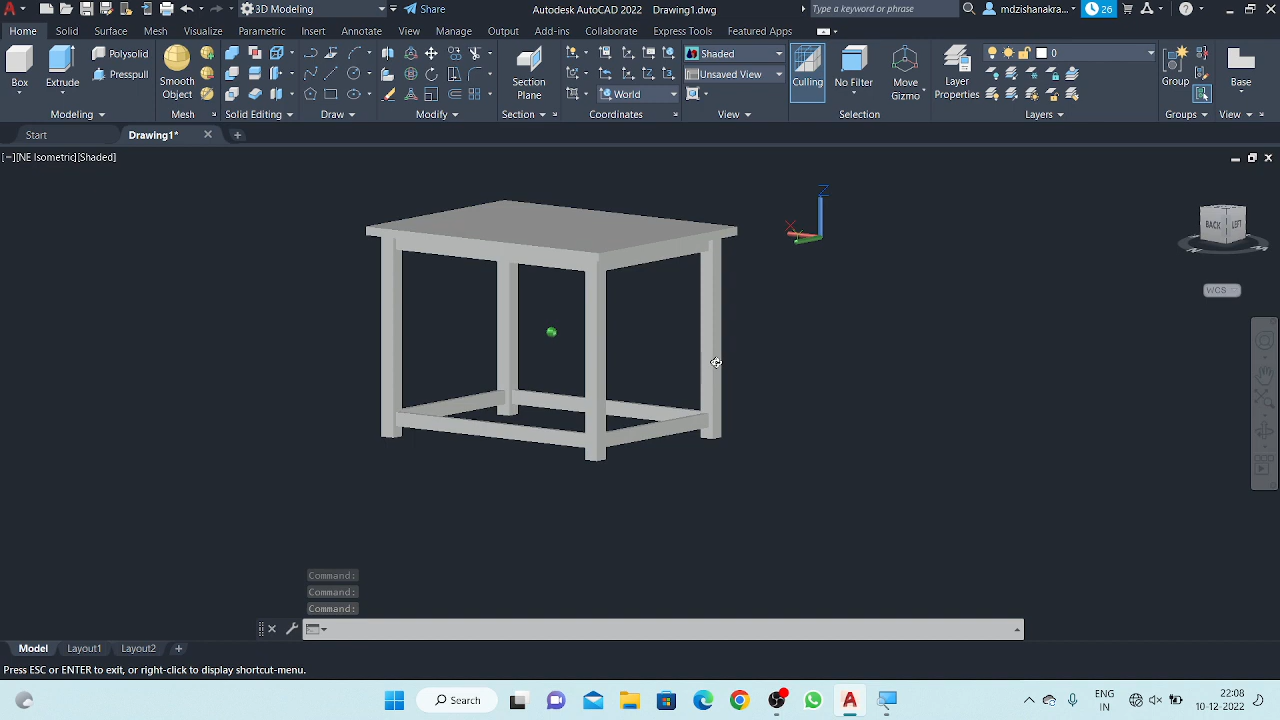 3D Modeling
Share
Autodesk AutoCAD 2022 Drawing1.dwg
Type a keyword or phrase
mdzishanakra...
26
Home Solid Surface Mesh Visualize Parametric Insert Annotate View Manage Output Add-ins Collaborate Express Tools Featured Apps
Box
Extrude
Polysolid
Presspull
Smooth
Object
Section
Plane
World
Shaded
Unsaved View
Culling
No Filter
Move
Gizmo
Layer
Properties
0
Group
Base
Modeling
Mesh
Solid Editing
Draw
Modify
Section
Coordinates
View
Selection
Layers
Groups
View
Start
Drawing1*
[−][NE Isometric][Shaded]
Z
X
BACK
LEFT
WCS
Command:
Command:
Command:
Model
Layout1
Layout2
Press ESC or ENTER to exit, or right-click to display shortcut-menu.
Search
ENG
IN
22:08
10-12-2022